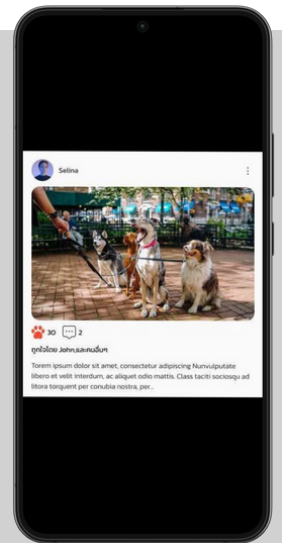 Selina
30 2
ถูกใจโดย John,และคนอื่นๆ
Torem ipsum dolor sit amet, consectetur adipiscing Nunvulputate
libero et velit interdum, ac aliquet odio mattis. Class taciti sociosqu ad
litora torquent per conubia nostra, per...